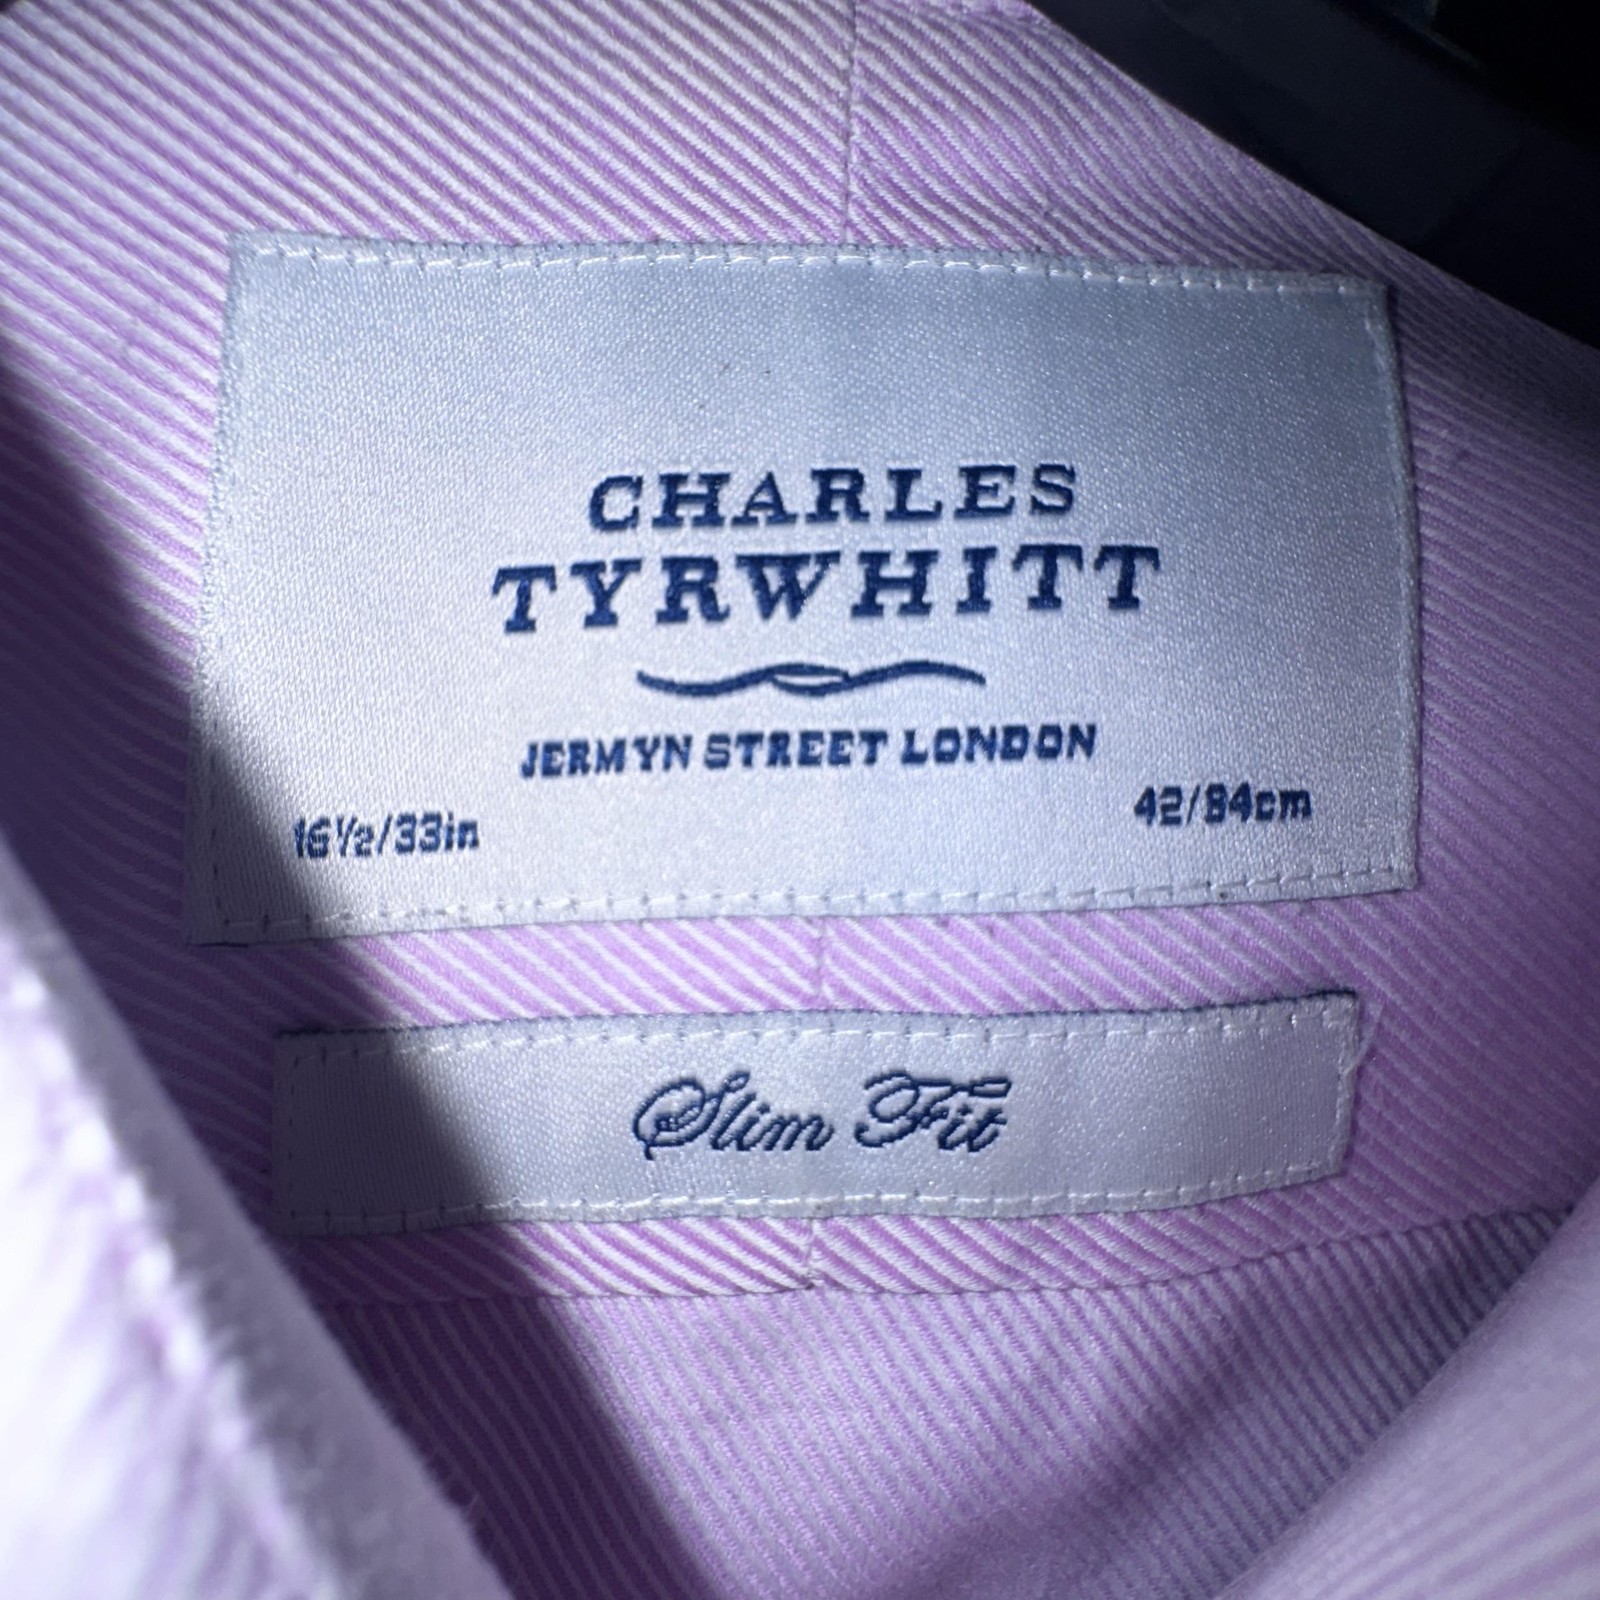 CHARLES
TYRWHITT
JERMYN STREET LONDON
16½/33in 42/84cm
Slim Fit